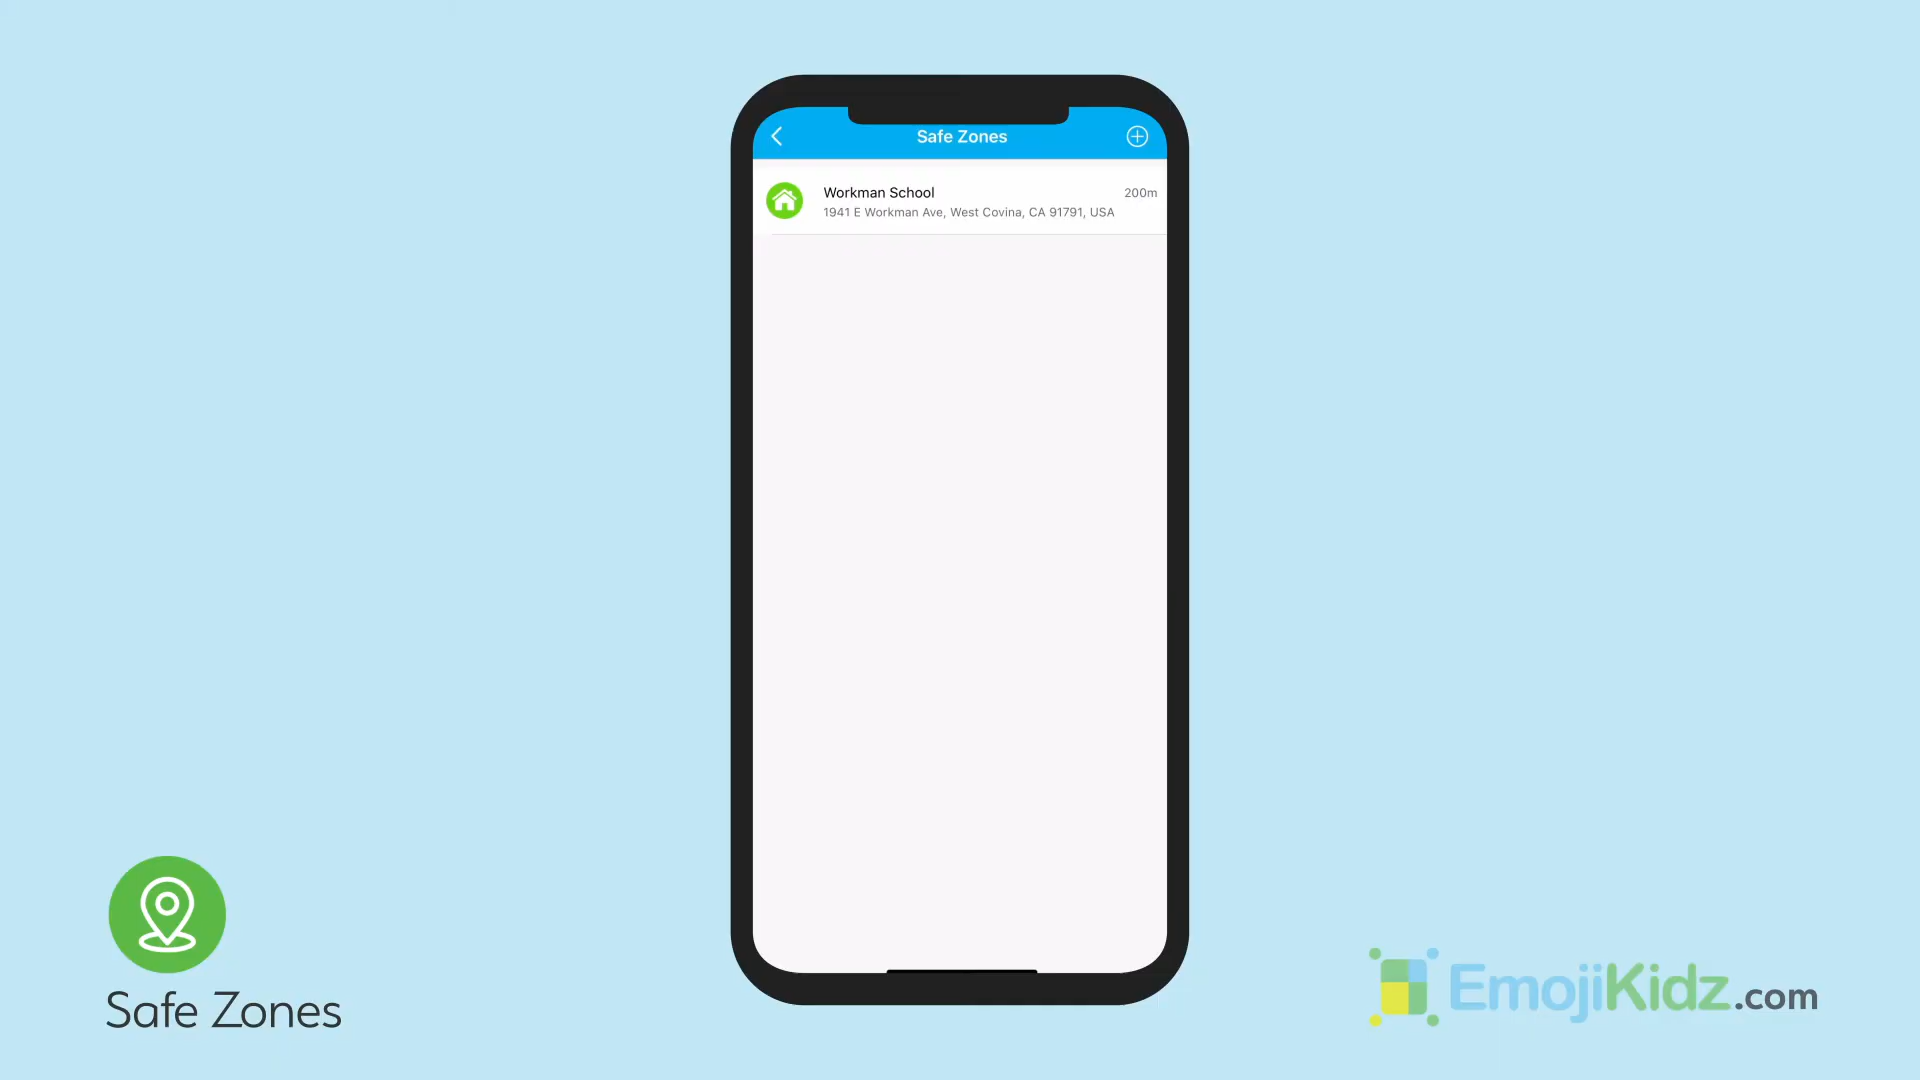 Safe Zones
Workman School
200m
1941 E Workman Ave, West Covina, CA 91791, USA
Safe Zones
EmojiKidz.com